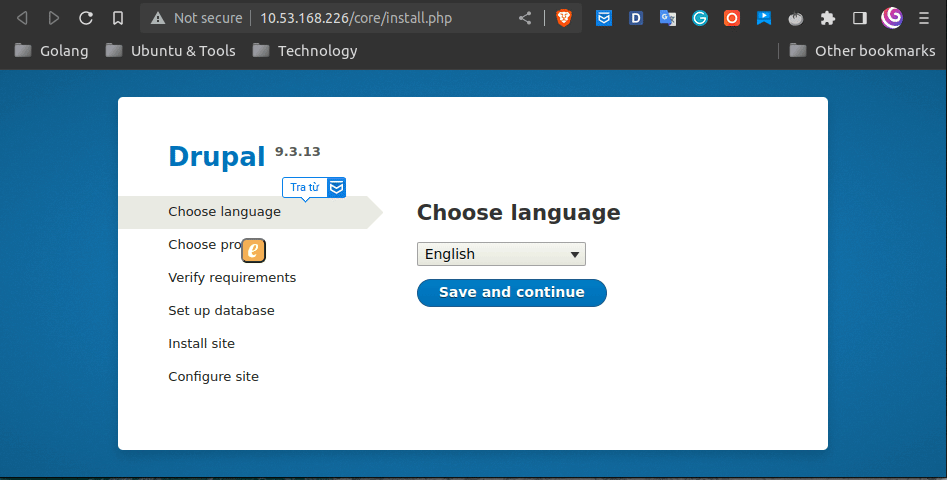 Not secure 10.53.168.226/core/install.php
Golang Ubuntu & Tools Technology Other bookmarks
Drupal 9.3.13
Tra từ
Choose language
Choose pro
Verify requirements
Set up database
Install site
Configure site
Choose language
English
Save and continue